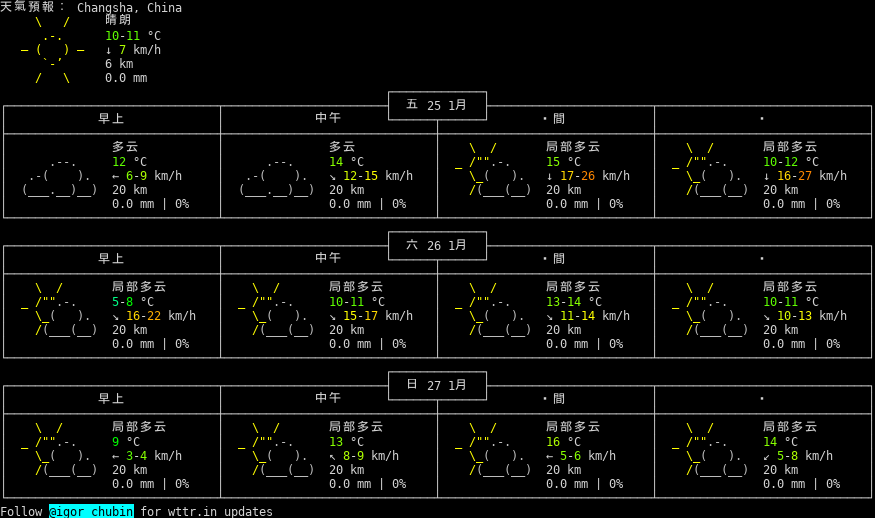 天氣預報： Changsha, China
晴朗
10-11 °C
↓ 7 km/h
6 km
0.0 mm
五 25 1月
早上 中午 ・間 ・
多云 多云 局部多云 局部多云
12 °C 14 °C 15 °C 10-12 °C
← 6-9 km/h ↘ 12-15 km/h ↓ 17-26 km/h ↓ 16-27 km/h
20 km 20 km 20 km 20 km
0.0 mm | 0% 0.0 mm | 0% 0.0 mm | 0% 0.0 mm | 0%
六 26 1月
早上 中午 ・間 ・
局部多云 局部多云 局部多云 局部多云
5-8 °C 10-11 °C 13-14 °C 10-11 °C
↘ 16-22 km/h ↘ 15-17 km/h ↘ 11-14 km/h ↘ 10-13 km/h
20 km 20 km 20 km 20 km
0.0 mm | 0% 0.0 mm | 0% 0.0 mm | 0% 0.0 mm | 0%
日 27 1月
早上 中午 ・間 ・
局部多云 局部多云 局部多云 局部多云
9 °C 13 °C 16 °C 14 °C
← 3-4 km/h ↖ 8-9 km/h ← 5-6 km/h ↙ 5-8 km/h
20 km 20 km 20 km 20 km
0.0 mm | 0% 0.0 mm | 0% 0.0 mm | 0% 0.0 mm | 0%
Follow @igor_chubin for wttr.in updates